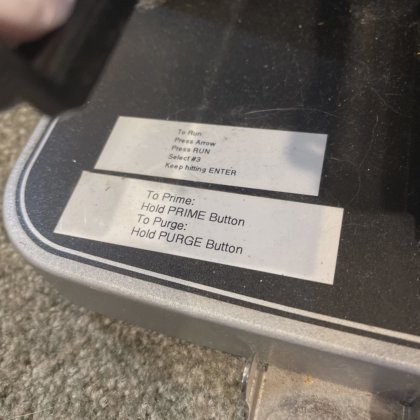 To Run:
Press Arrow
Press RUN
Select #3
Keep hitting ENTER
To Prime:
Hold PRIME Button
To Purge:
Hold PURGE Button